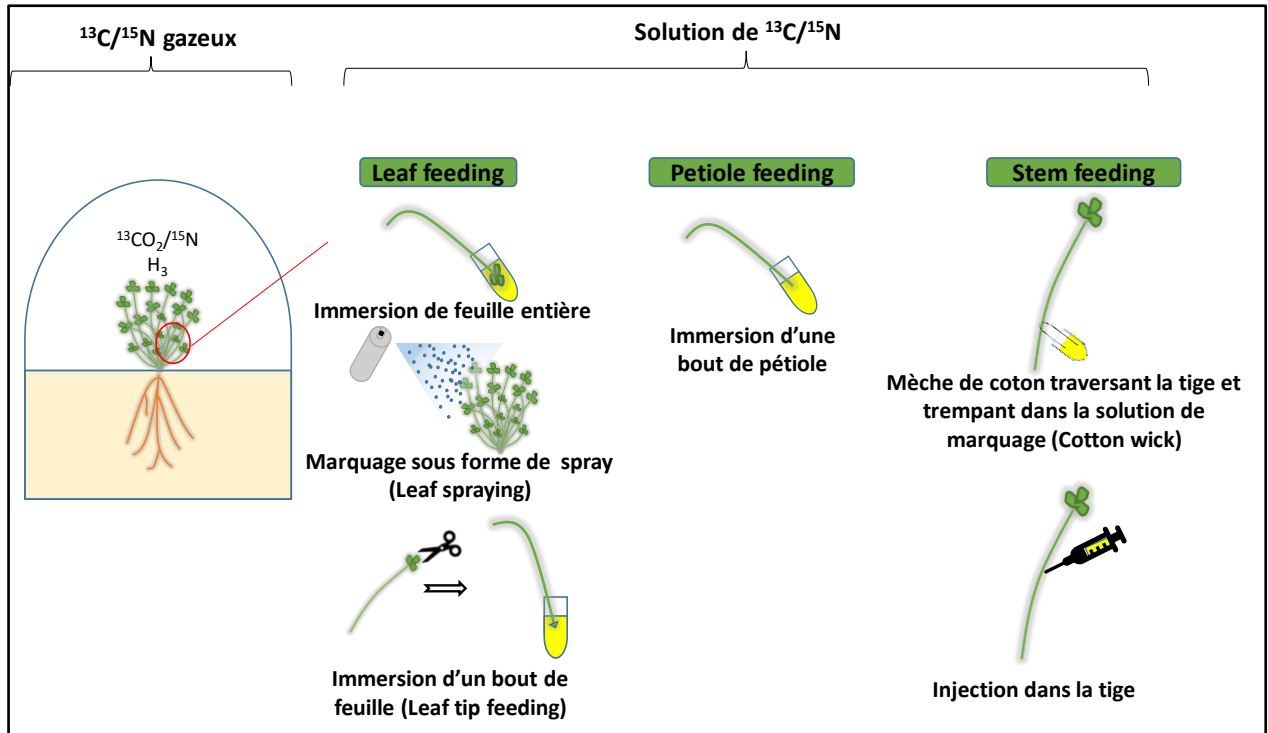 ¹³C/¹⁵N gazeux
Solution de ¹³C/¹⁵N
¹³CO₂/¹⁵N
H₃
Leaf feeding
Immersion de feuille entière
Marquage sous forme de spray
(Leaf spraying)
Immersion d’un bout de
feuille (Leaf tip feeding)
Petiole feeding
Immersion d’une
bout de pétiole
Stem feeding
Mèche de coton traversant la tige et
trempant dans la solution de
marquage (Cotton wick)
Injection dans la tige